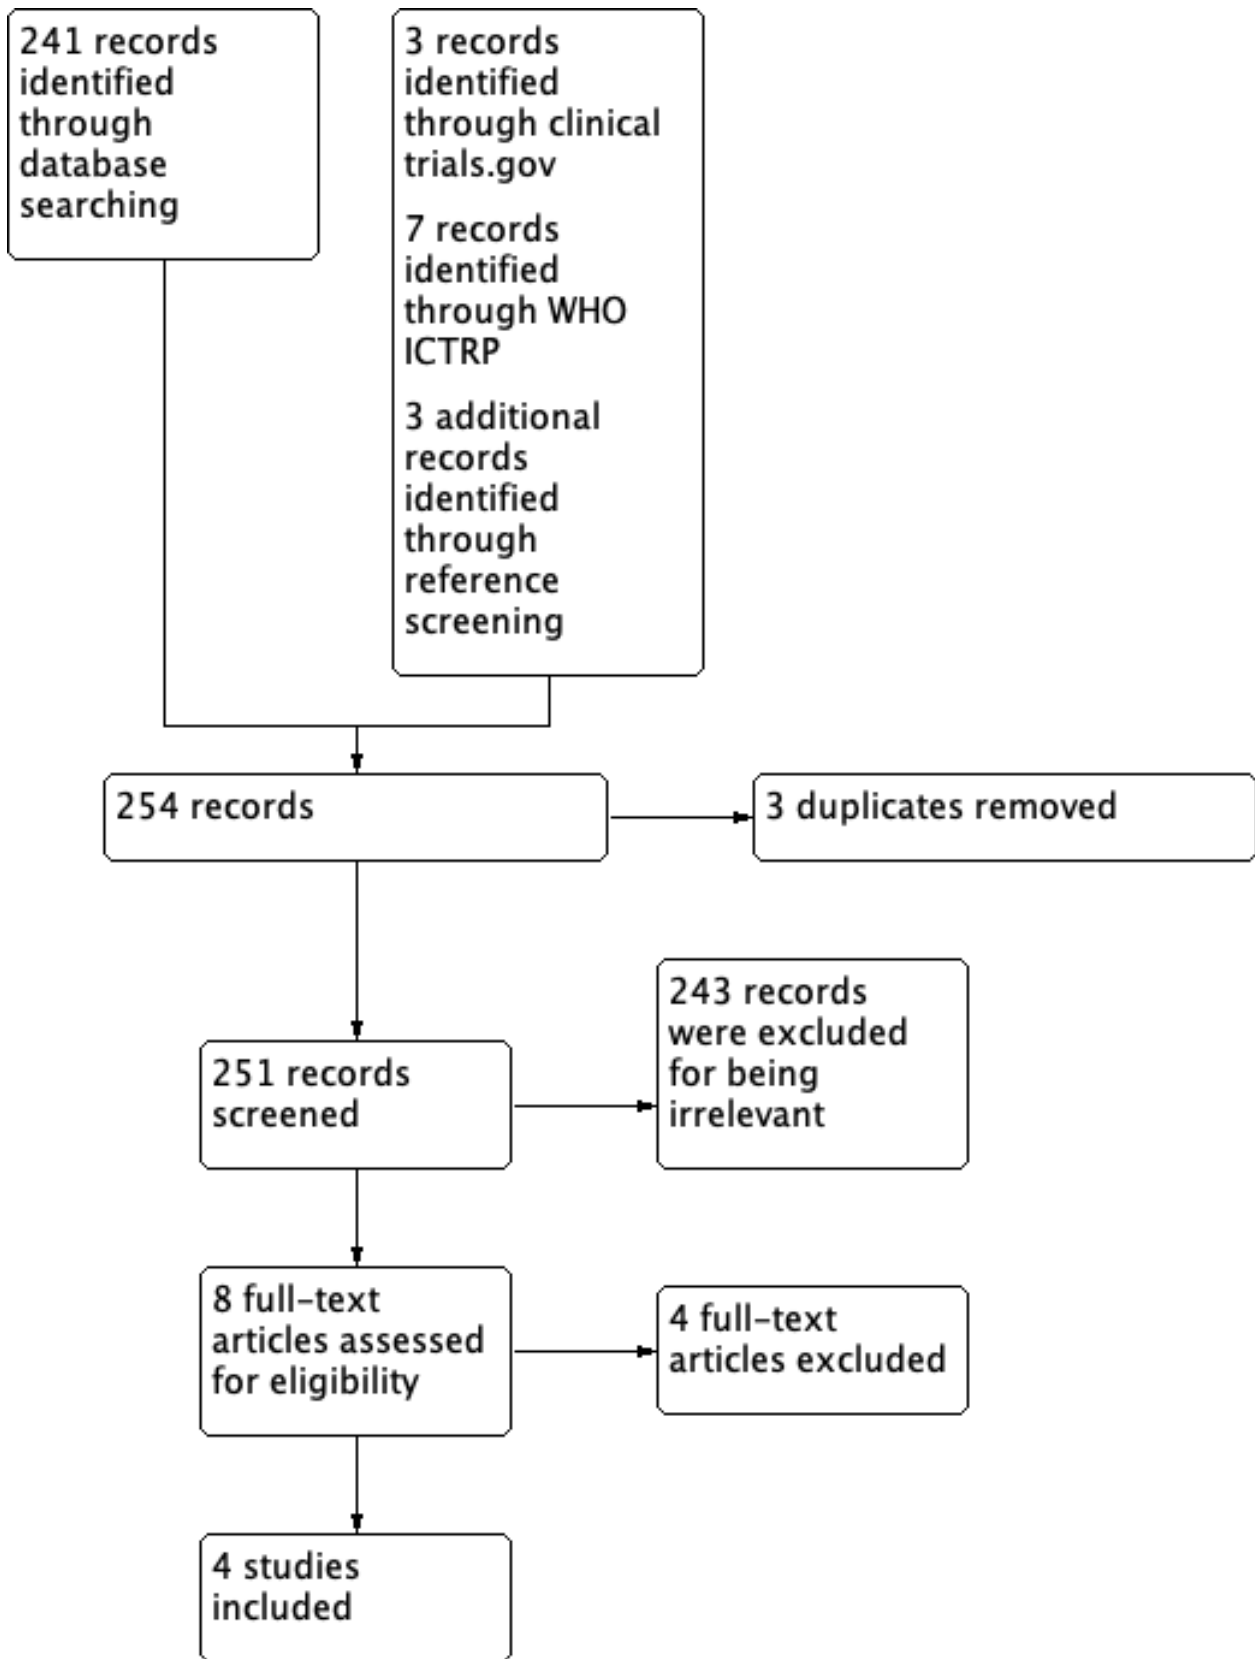 241 records
identified
through
database
searching
3 records
identified
through clinical
trials.gov
7 records
identified
through WHO
ICTRP
3 additional
records
identified
through
reference
screening
254 records
3 duplicates removed
243 records
were excluded
for being
irrelevant
251 records
screened
8 full-text
articles assessed
for eligibility
4 full-text
articles excluded
4 studies
included